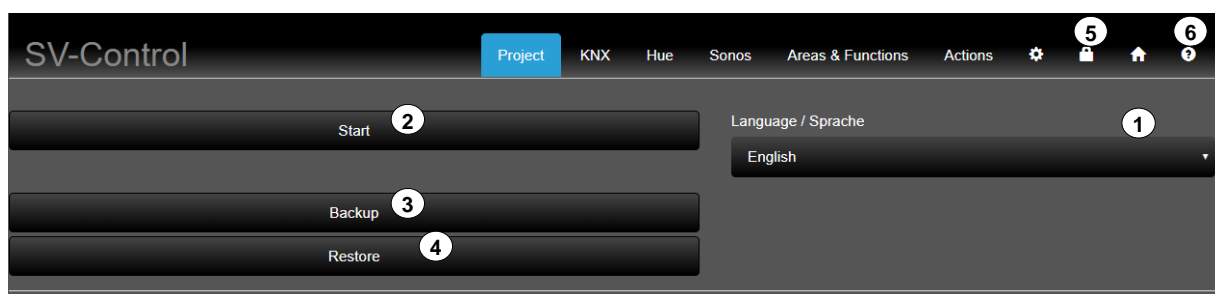 5 6
SV-Control Project KNX Hue Sonos Areas & Functions Actions
Start 2 Language / Sprache 1
English
Backup 3
Restore 4